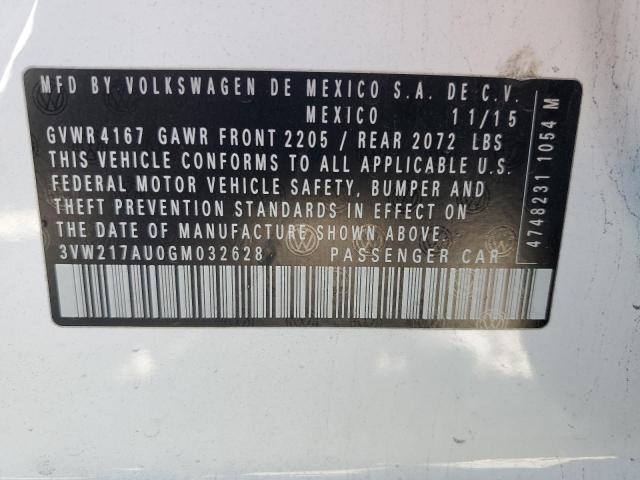 MFD BY VOLKSWAGEN DE MEXICO S.A. DE C.V.
MEXICO 11/15
GVWR 4167 GAWR FRONT 2205 / REAR 2072 LBS
THIS VEHICLE CONFORMS TO ALL APPLICABLE U.S.
FEDERAL MOTOR VEHICLE SAFETY, BUMPER AND
THEFT PREVENTION STANDARDS IN EFFECT ON
THE DATE OF MANUFACTURE SHOWN ABOVE.
3VW217AU0GM032628 PASSENGER CAR
4748231 1054 M